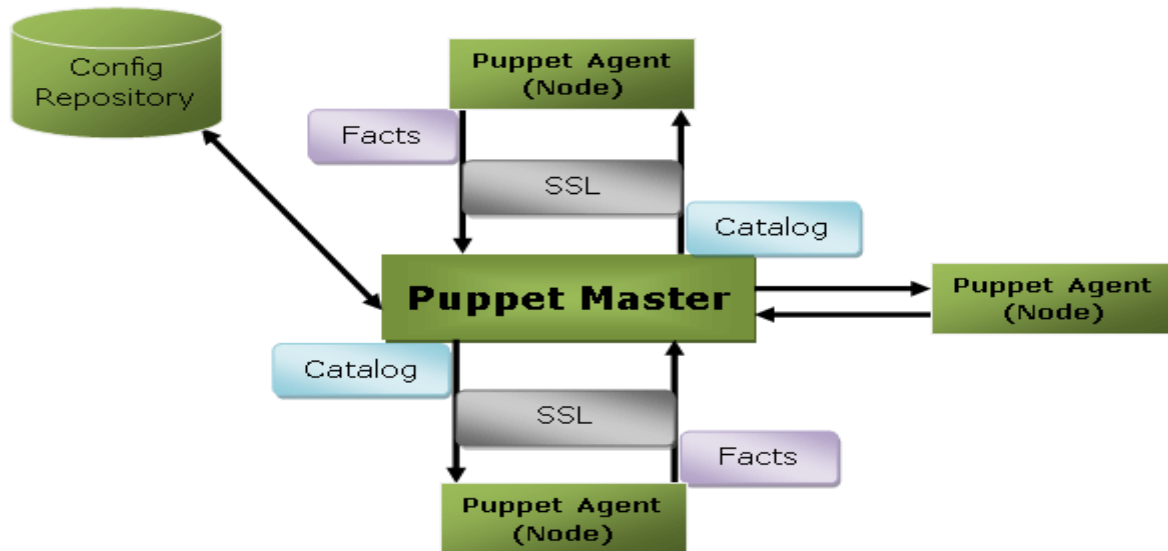 Config
Repository
Puppet Agent
(Node)
Facts
SSL
Catalog
Puppet Master
Puppet Agent
(Node)
Catalog
SSL
Facts
Puppet Agent
(Node)